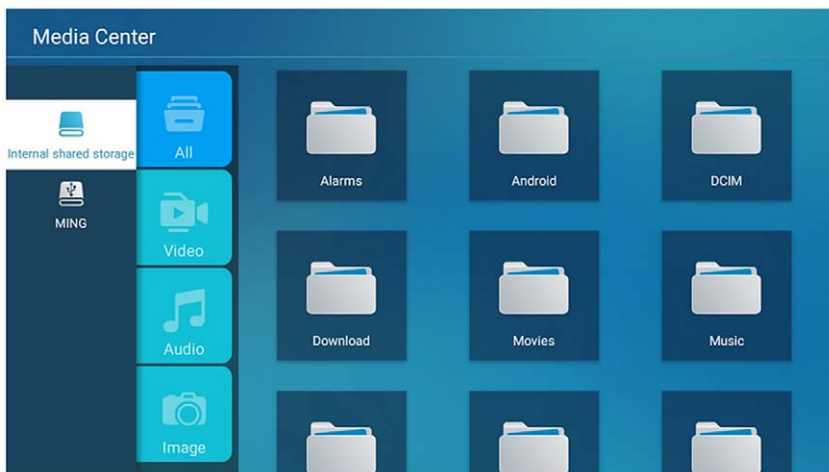 Media Center
Internal shared storage
MING
All
Video
Audio
Image
Alarms
Android
DCIM
Download
Movies
Music